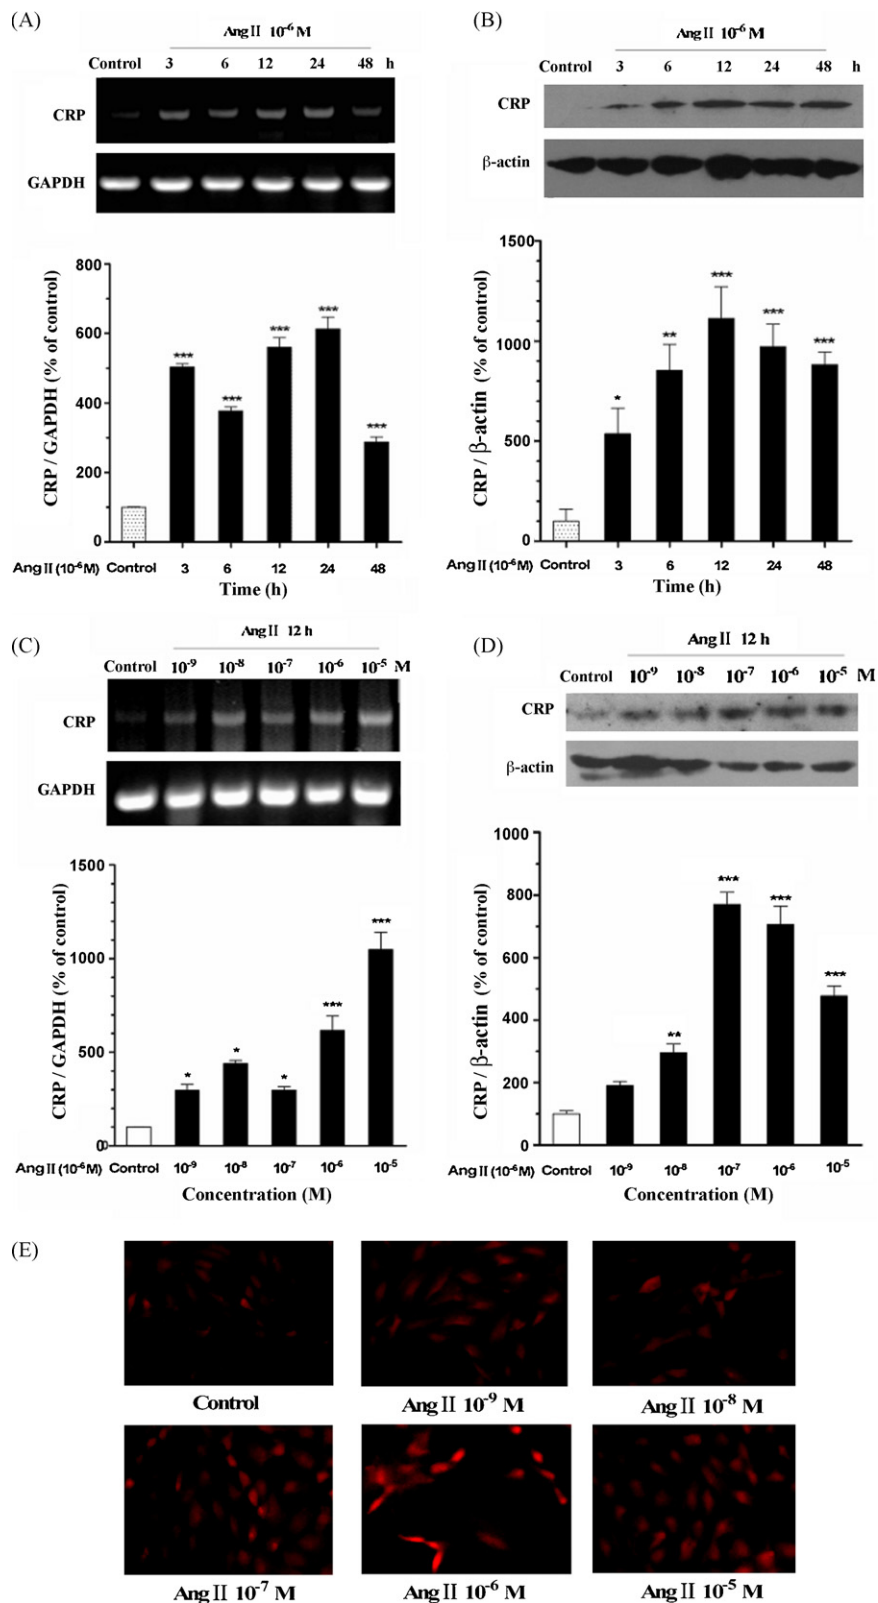 (A)
Ang II 10⁻⁶ M
Control 3 6 12 24 48 h
CRP
GAPDH
CRP / GAPDH (% of control)
800
600
400
200
0
***
***
***
***
***
Ang II (10⁻⁶M) Control 3 6 12 24 48
Time (h)
(B)
Ang II 10⁻⁶M
Control 3 6 12 24 48 h
CRP
β-actin
CRP / β-actin (% of control)
1500
1000
500
0
*
**
***
***
***
Ang II (10⁻⁶M) Control 3 6 12 24 48
Time (h)
(C)
Ang II 12 h
Control 10⁻⁹ 10⁻⁸ 10⁻⁷ 10⁻⁶ 10⁻⁵ M
CRP
GAPDH
CRP / GAPDH (% of control)
1500
1000
500
0
*
*
*
***
***
Ang II (10⁻⁶M) Control 10⁻⁹ 10⁻⁸ 10⁻⁷ 10⁻⁶ 10⁻⁵
Concentration (M)
(D)
Ang II 12 h
Control 10⁻⁹ 10⁻⁸ 10⁻⁷ 10⁻⁶ 10⁻⁵ M
CRP
β-actin
CRP / β-actin (% of control)
1000
800
600
400
200
0
**
***
***
***
Ang II (10⁻⁶M) Control 10⁻⁹ 10⁻⁸ 10⁻⁷ 10⁻⁶ 10⁻⁵
Concentration (M)
(E)
Control Ang II 10⁻⁹ M Ang II 10⁻⁸ M
Ang II 10⁻⁷ M Ang II 10⁻⁶ M Ang II 10⁻⁵ M